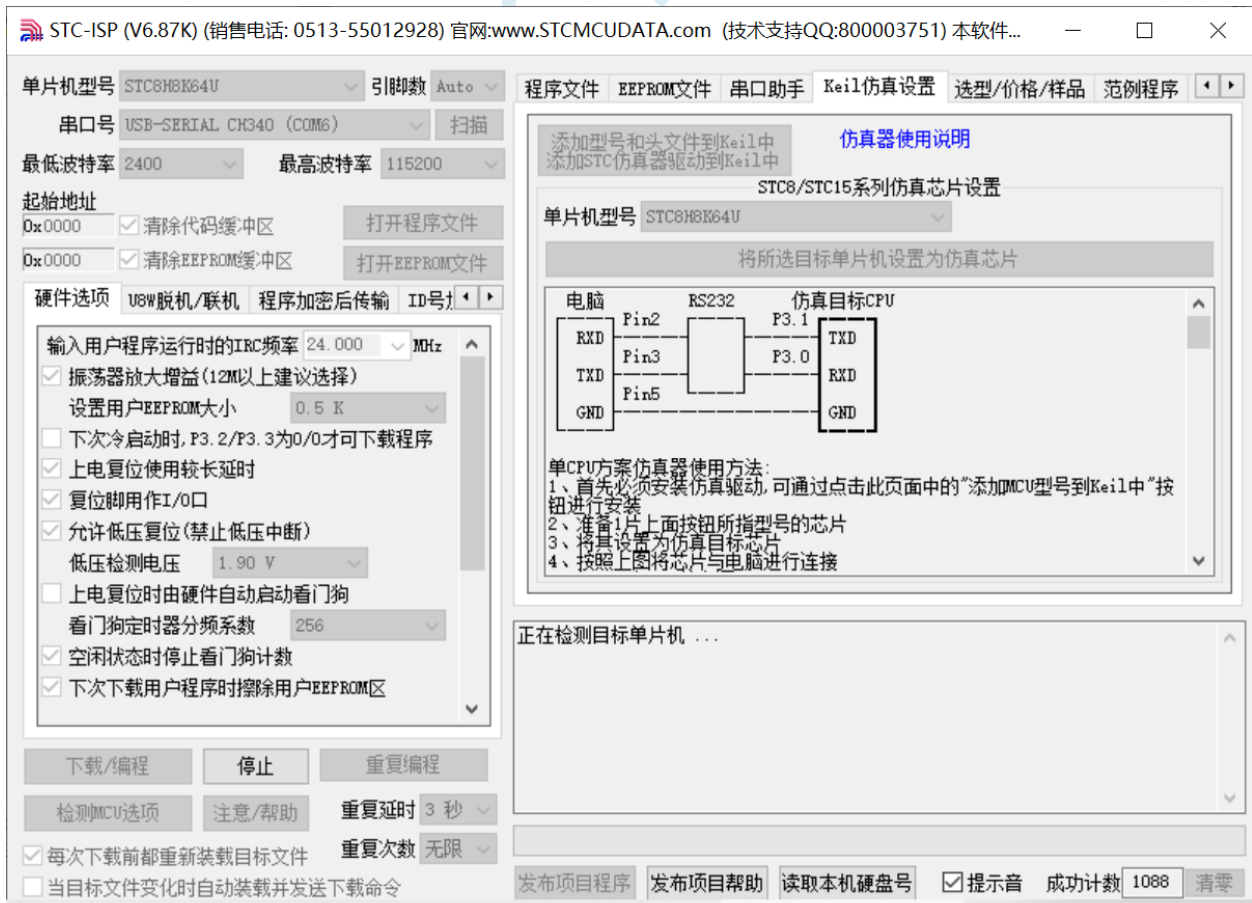 STC-ISP (V6.87K) (销售电话: 0513-55012928) 官网:www.STCMCUDATA.com (技术支持QQ:800003751) 本软件...
单片机型号 STC8H8K64U 引脚数 Auto
串口号 USB-SERIAL CH340 (COM6) 扫描
最低波特率 2400 最高波特率 115200
起始地址
0x0000 清除代码缓冲区 打开程序文件
0x0000 清除EEPROM缓冲区 打开EEPROM文件
硬件选项 U8W脱机/联机 程序加密后传输 ID号
输入用户程序运行时的IRC频率 24.000 MHz
振荡器放大增益(12M以上建议选择)
设置用户EEPROM大小 0.5 K
下次冷启动时,P3.2/P3.3为0/0才可下载程序
上电复位使用较长延时
复位脚用作I/O口
允许低压复位(禁止低压中断)
低压检测电压 1.90 V
上电复位时由硬件自动启动看门狗
看门狗定时器分频系数 256
空闲状态时停止看门狗计数
下次下载用户程序时擦除用户EEPROM区
下载/编程 停止 重复编程
检测MCU选项 注意/帮助 重复延时 3 秒
每次下载前都重新装载目标文件 重复次数 无限
当目标文件变化时自动装载并发送下载命令
程序文件 EEPROM文件 串口助手 Keil仿真设置 选型/价格/样品 范例程序
添加型号和头文件到Keil中
添加STC仿真器驱动到Keil中
仿真器使用说明
STC8/STC15系列仿真芯片设置
单片机型号 STC8H8K64U
将所选目标单片机设置为仿真芯片
电脑 RS232 仿真目标CPU
Pin2 P3.1
RXD TXD
Pin3 P3.0
TXD RXD
Pin5
GND GND
单CPU方案仿真器使用方法:
1、首先必须安装仿真驱动,可通过点击此页面中的"添加MCU型号到Keil中"按
钮进行安装
2、准备1片上面按钮所指型号的芯片
3、将其设置为仿真目标芯片
4、按照上图将芯片与电脑进行连接
正在检测目标单片机 ...
发布项目程序 发布项目帮助 读取本机硬盘号 提示音 成功计数 1088 清零